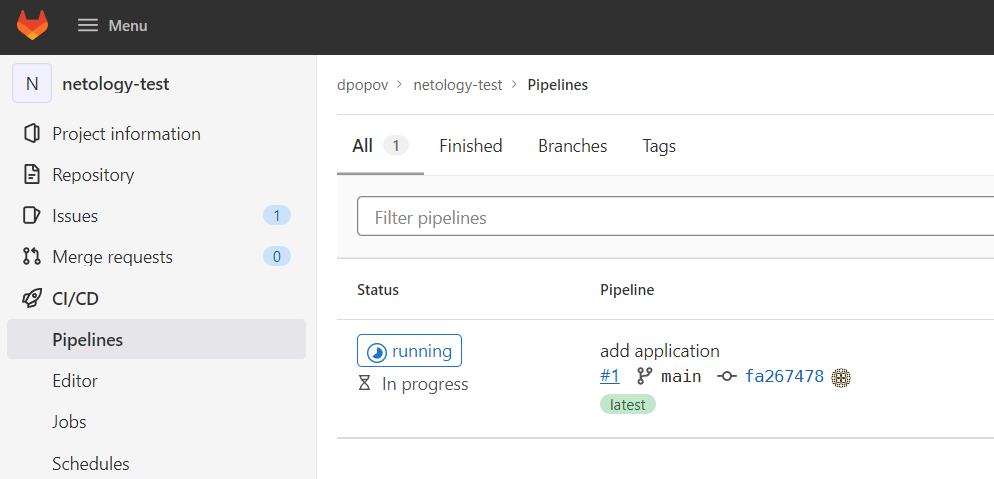 Menu
N netology-test
Project information
Repository
Issues 1
Merge requests 0
CI/CD
Pipelines
Editor
Jobs
Schedules
dpopov > netology-test > Pipelines
All 1 Finished Branches Tags
Filter pipelines
Status Pipeline
running add application
#1 main fa267478
In progress
latest